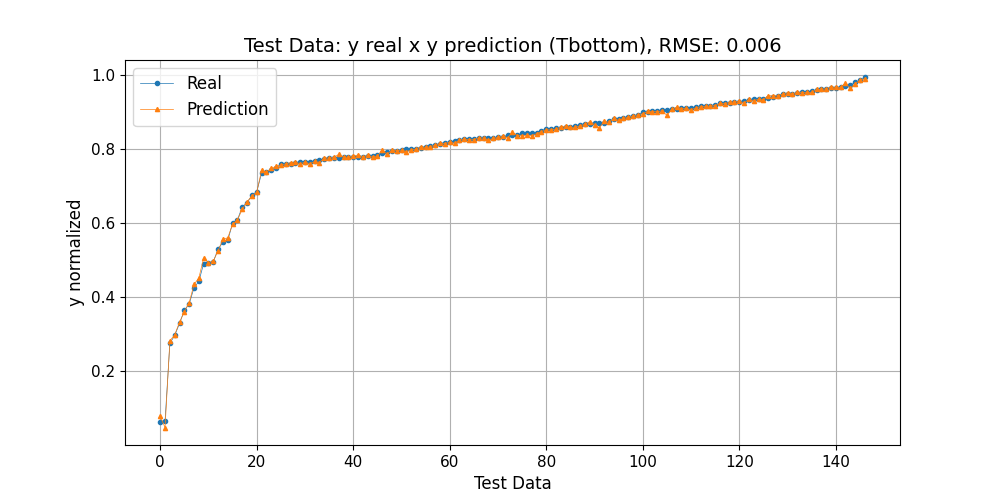 Test Data: y real x y prediction (Tbottom), RMSE: 0.006
Real
Prediction
y normalized
1.0
0.8
0.6
0.4
0.2
0 20 40 60 80 100 120 140
Test Data